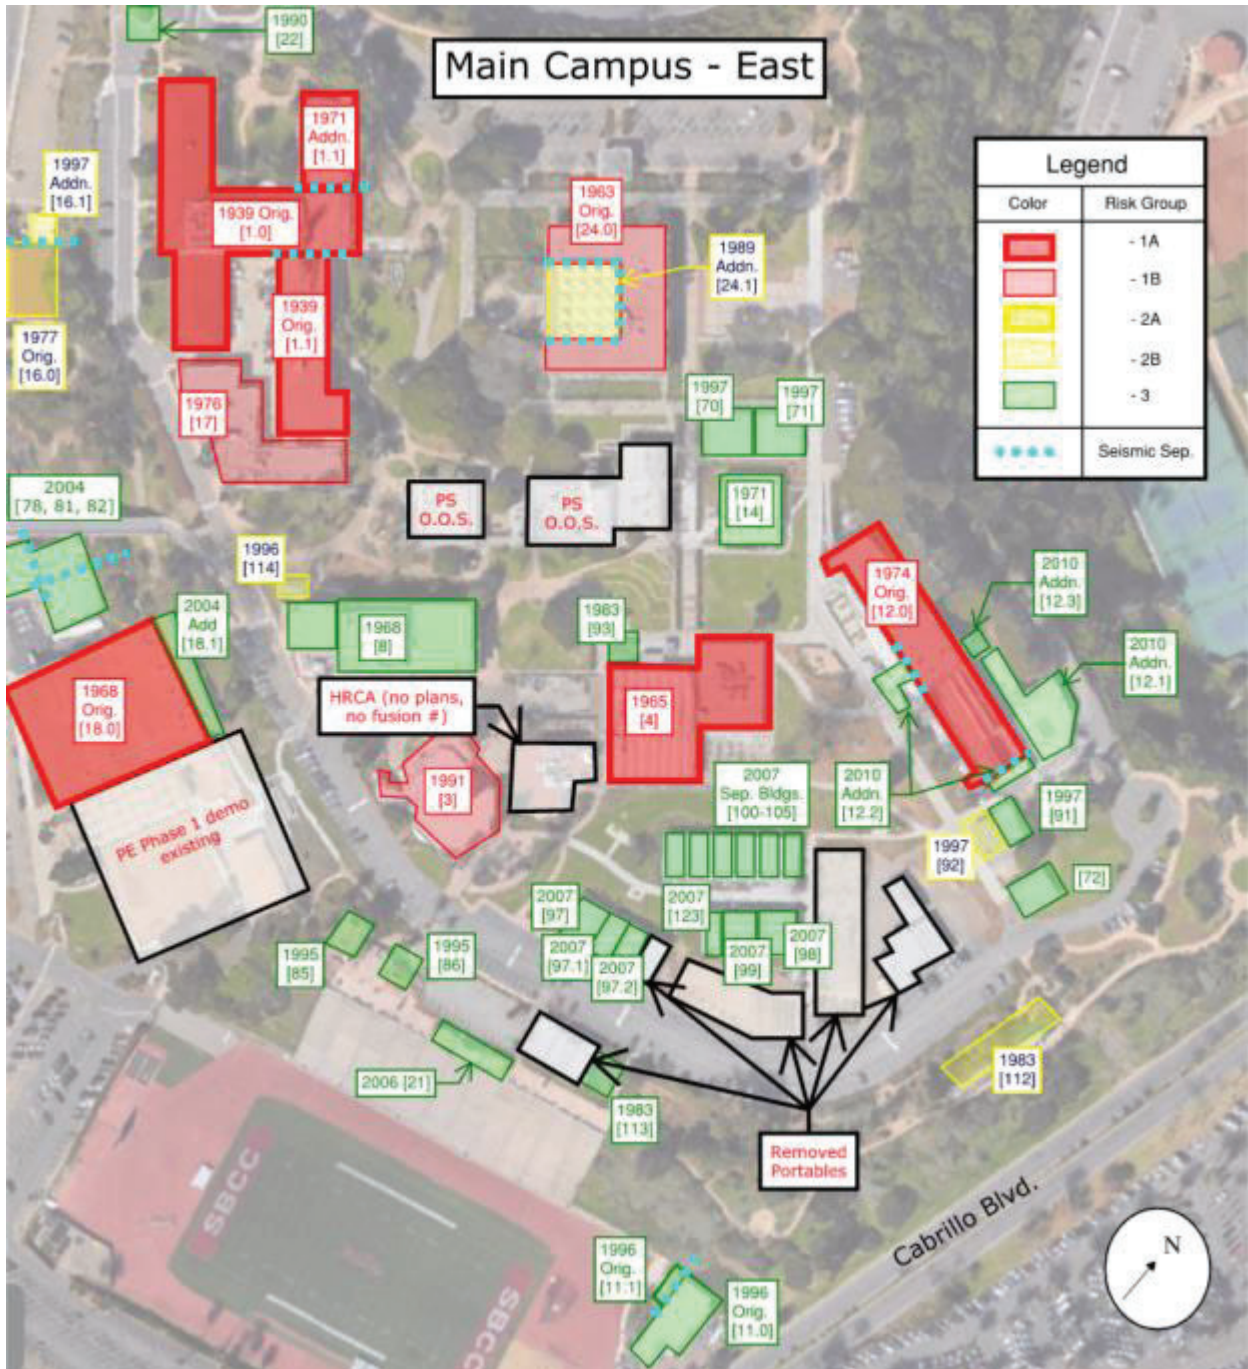 1990
[22]
Main Campus - East
1971
Addn.
[1.1]
1997
Addn.
[16.1]
1939 Orig.
[1.0]
1963
Orig.
[24.0]
1989
Addn.
[24.1]
Legend
Color
Risk Group
- 1A
- 1B
- 2A
- 2B
- 3
Seismic Sep.
1977
Orig.
[16.0]
1939
Orig.
[1.1]
1976
[17]
1997
[70]
1997
[71]
2004
[78, 81, 82]
PS
O.O.S.
PS
O.O.S.
1971
[14]
1996
[114]
1974
Orig.
[12.0]
2010
Addn.
[12.3]
2004
Add
[18.1]
1968
[8]
1983
[93]
2010
Addn.
[12.1]
1968
Orig.
[18.0]
HRCA (no plans,
no fusion #)
1965
[4]
1991
[3]
2007
Sep. Bldgs.
[100-105]
2010
Addn.
[12.2]
1997
[91]
PE Phase 1 demo
existing
1997
[92]
[72]
2007
[97]
2007
[123]
2007
[97.1]
2007
[97.2]
2007
[99]
2007
[98]
1995
[85]
1995
[86]
2006 [21]
1983
[113]
1983
[112]
Removed
Portables
SBCC
SBCC
Cabrillo Blvd.
N
1996
Orig.
[11.1]
1996
Orig.
[11.0]